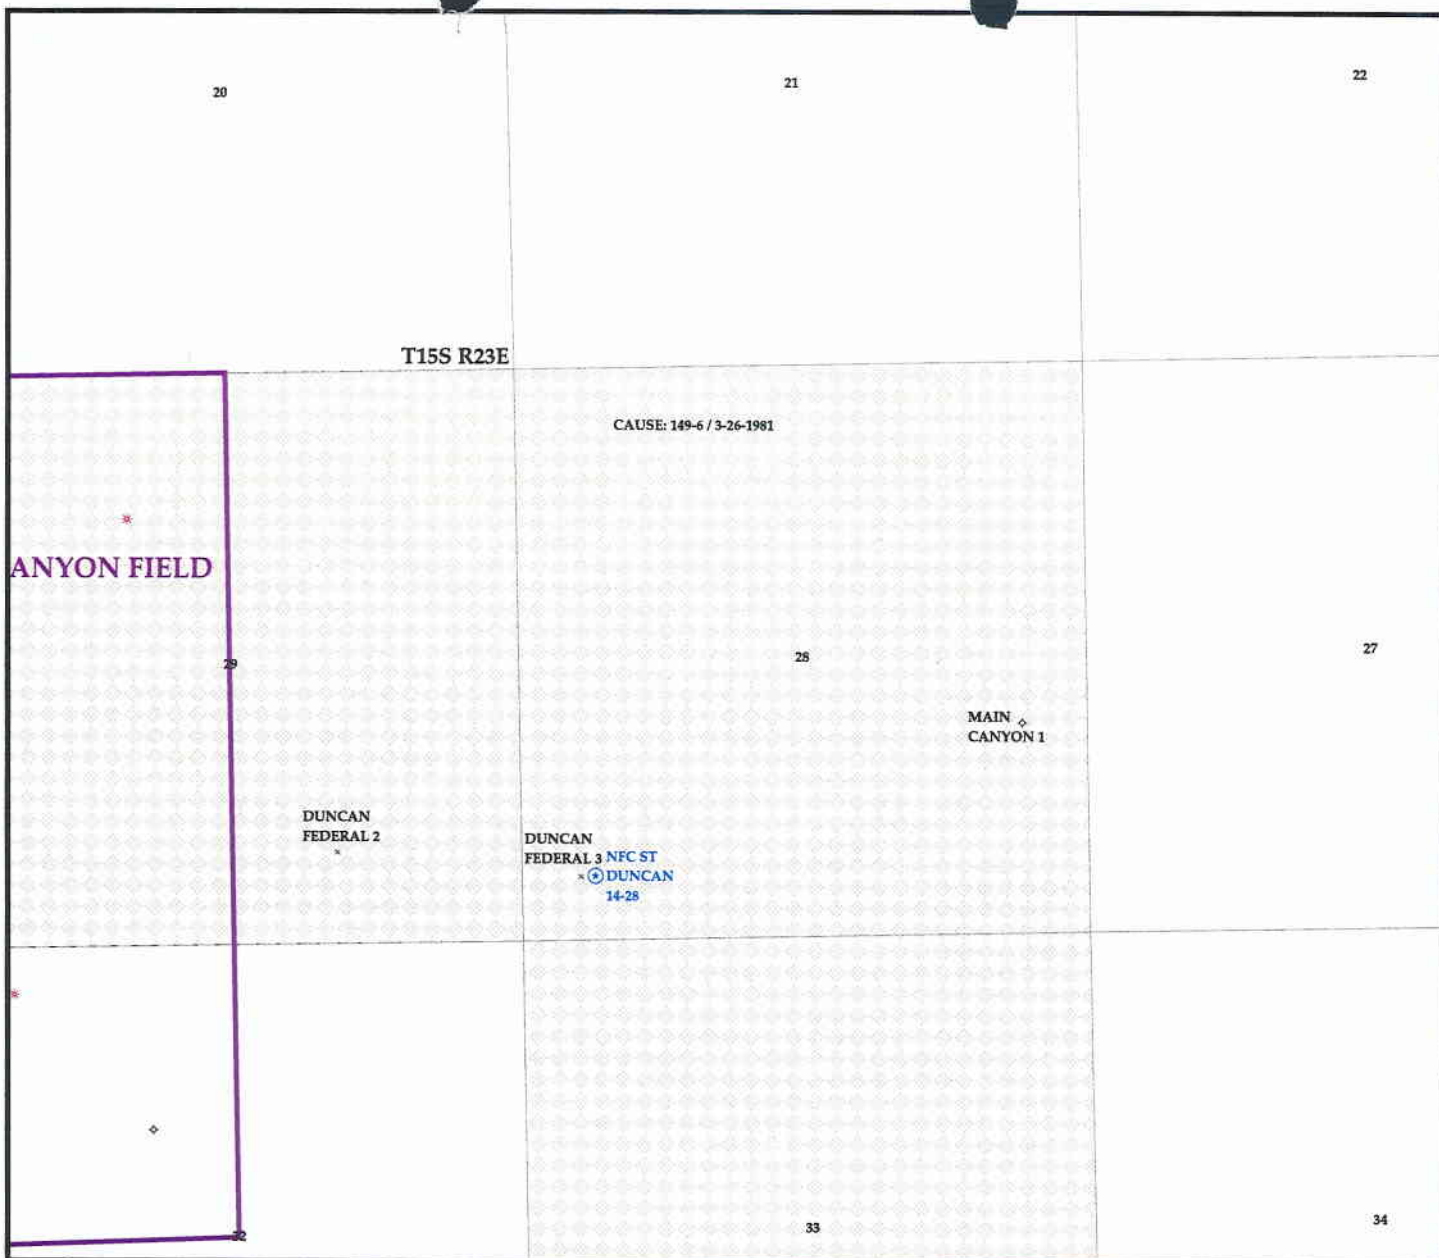 20
21
22
T15S R23E
CAUSE: 149-6 / 3-26-1981
ANYON FIELD
29
28
27
MAIN
CANYON 1
DUNCAN
FEDERAL 2
DUNCAN
FEDERAL 3
NFC ST
DUNCAN
14-28
32
33
34